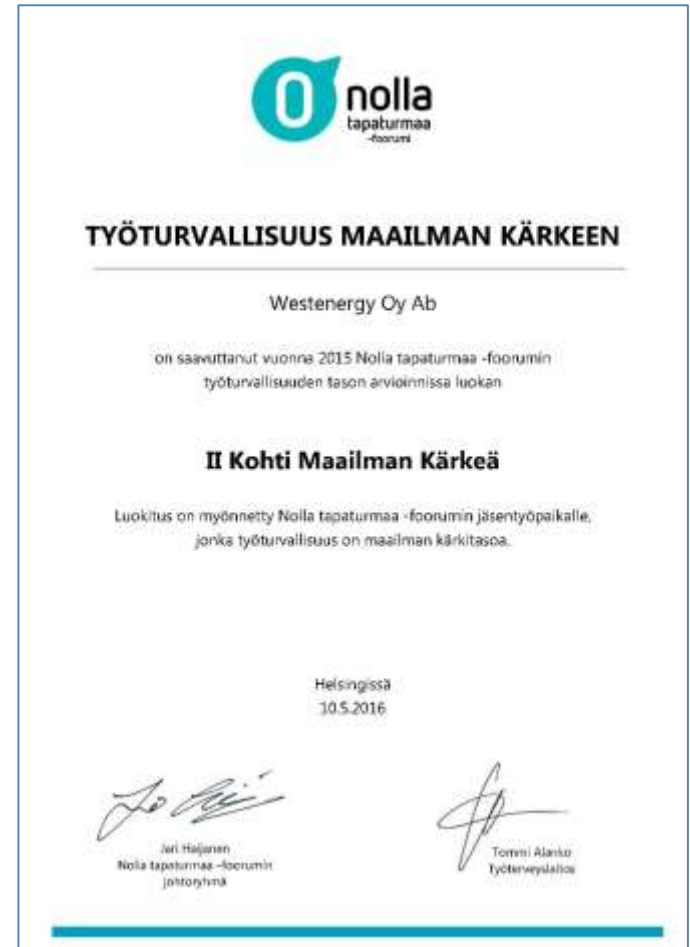 0 nolla
tapaturmaa
-foorumi
TYÖTURVALLISUUS MAAILMAN KÄRKEEN
Westenergy Oy Ab
on saavuttanut vuonna 2015 Nolla tapaturmaa -foorumin
työturvallisuuden tason arvioinnissa luokan
II Kohti Maailman Kärkeä
Luokitus on myönnetty Nolla tapaturmaa -foorumin jäsentyöpaikalle,
jonka työturvallisuus on maailman kärkitasoa.
Helsingissä
10.5.2016
Jari
Nolla tapaturmaa -foorumin
johtoryhmä
Tommi Alanko
Työterveyslaitos